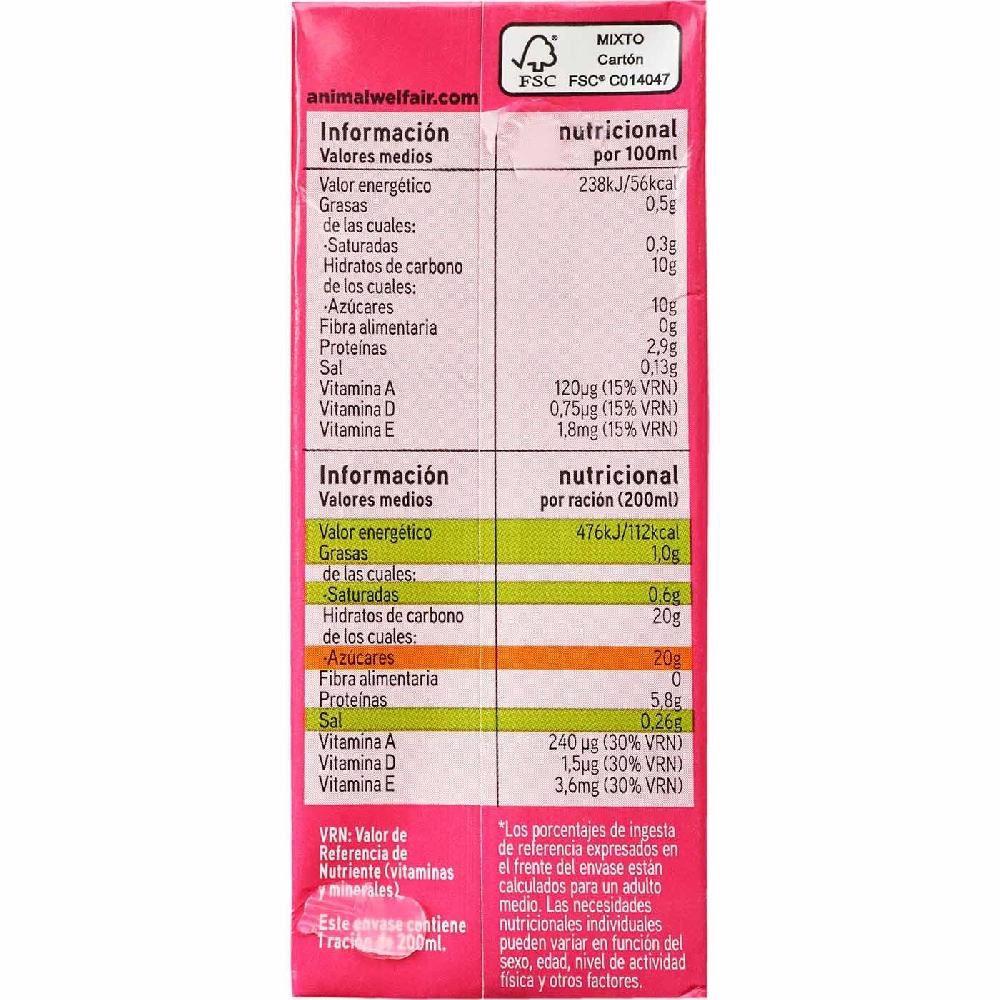 MIXTO
Cartón
FSC FSC® C014047
animalwelfair.com
Información nutricional
Valores medios por 100ml
Valor energético 238kJ/56kcal
Grasas 0,5g
de las cuales:
·Saturadas 0,3g
Hidratos de carbono 10g
de los cuales:
·Azúcares 10g
Fibra alimentaria 0g
Proteínas 2,9g
Sal 0,13g
Vitamina A 120µg (15% VRN)
Vitamina D 0,75µg (15% VRN)
Vitamina E 1,8mg (15% VRN)
Información nutricional
Valores medios por ración (200ml)
Valor energético 476kJ/112kcal
Grasas 1,0g
de las cuales:
·Saturadas 0,6g
Hidratos de carbono 20g
de los cuales:
·Azúcares 20g
Fibra alimentaria 0
Proteínas 5,8g
Sal 0,26g
Vitamina A 240 µg (30% VRN)
Vitamina D 1,5µg (30% VRN)
Vitamina E 3,6mg (30% VRN)
VRN: Valor de
Referencia de
Nutriente (vitaminas
y minerales)
Este envase contiene
1 ración de 200ml.
*Los porcentajes de ingesta
de referencia expresados en
el frente del envase están
calculados para un adulto
medio. Las necesidades
nutricionales individuales
pueden variar en función del
sexo, edad, nivel de actividad
física y otros factores.